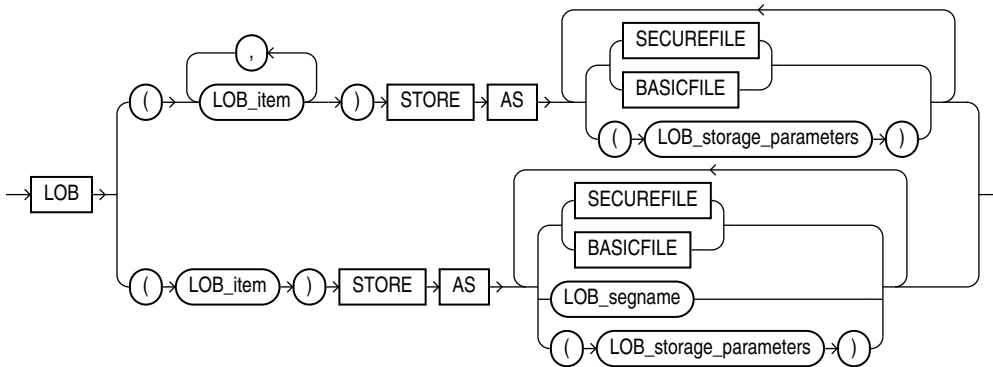 ,
SECUREFILE
BASICFILE
( LOB_item ) STORE AS
( LOB_storage_parameters )
LOB
SECUREFILE
BASICFILE
( LOB_item ) STORE AS
LOB_segname
( LOB_storage_parameters )